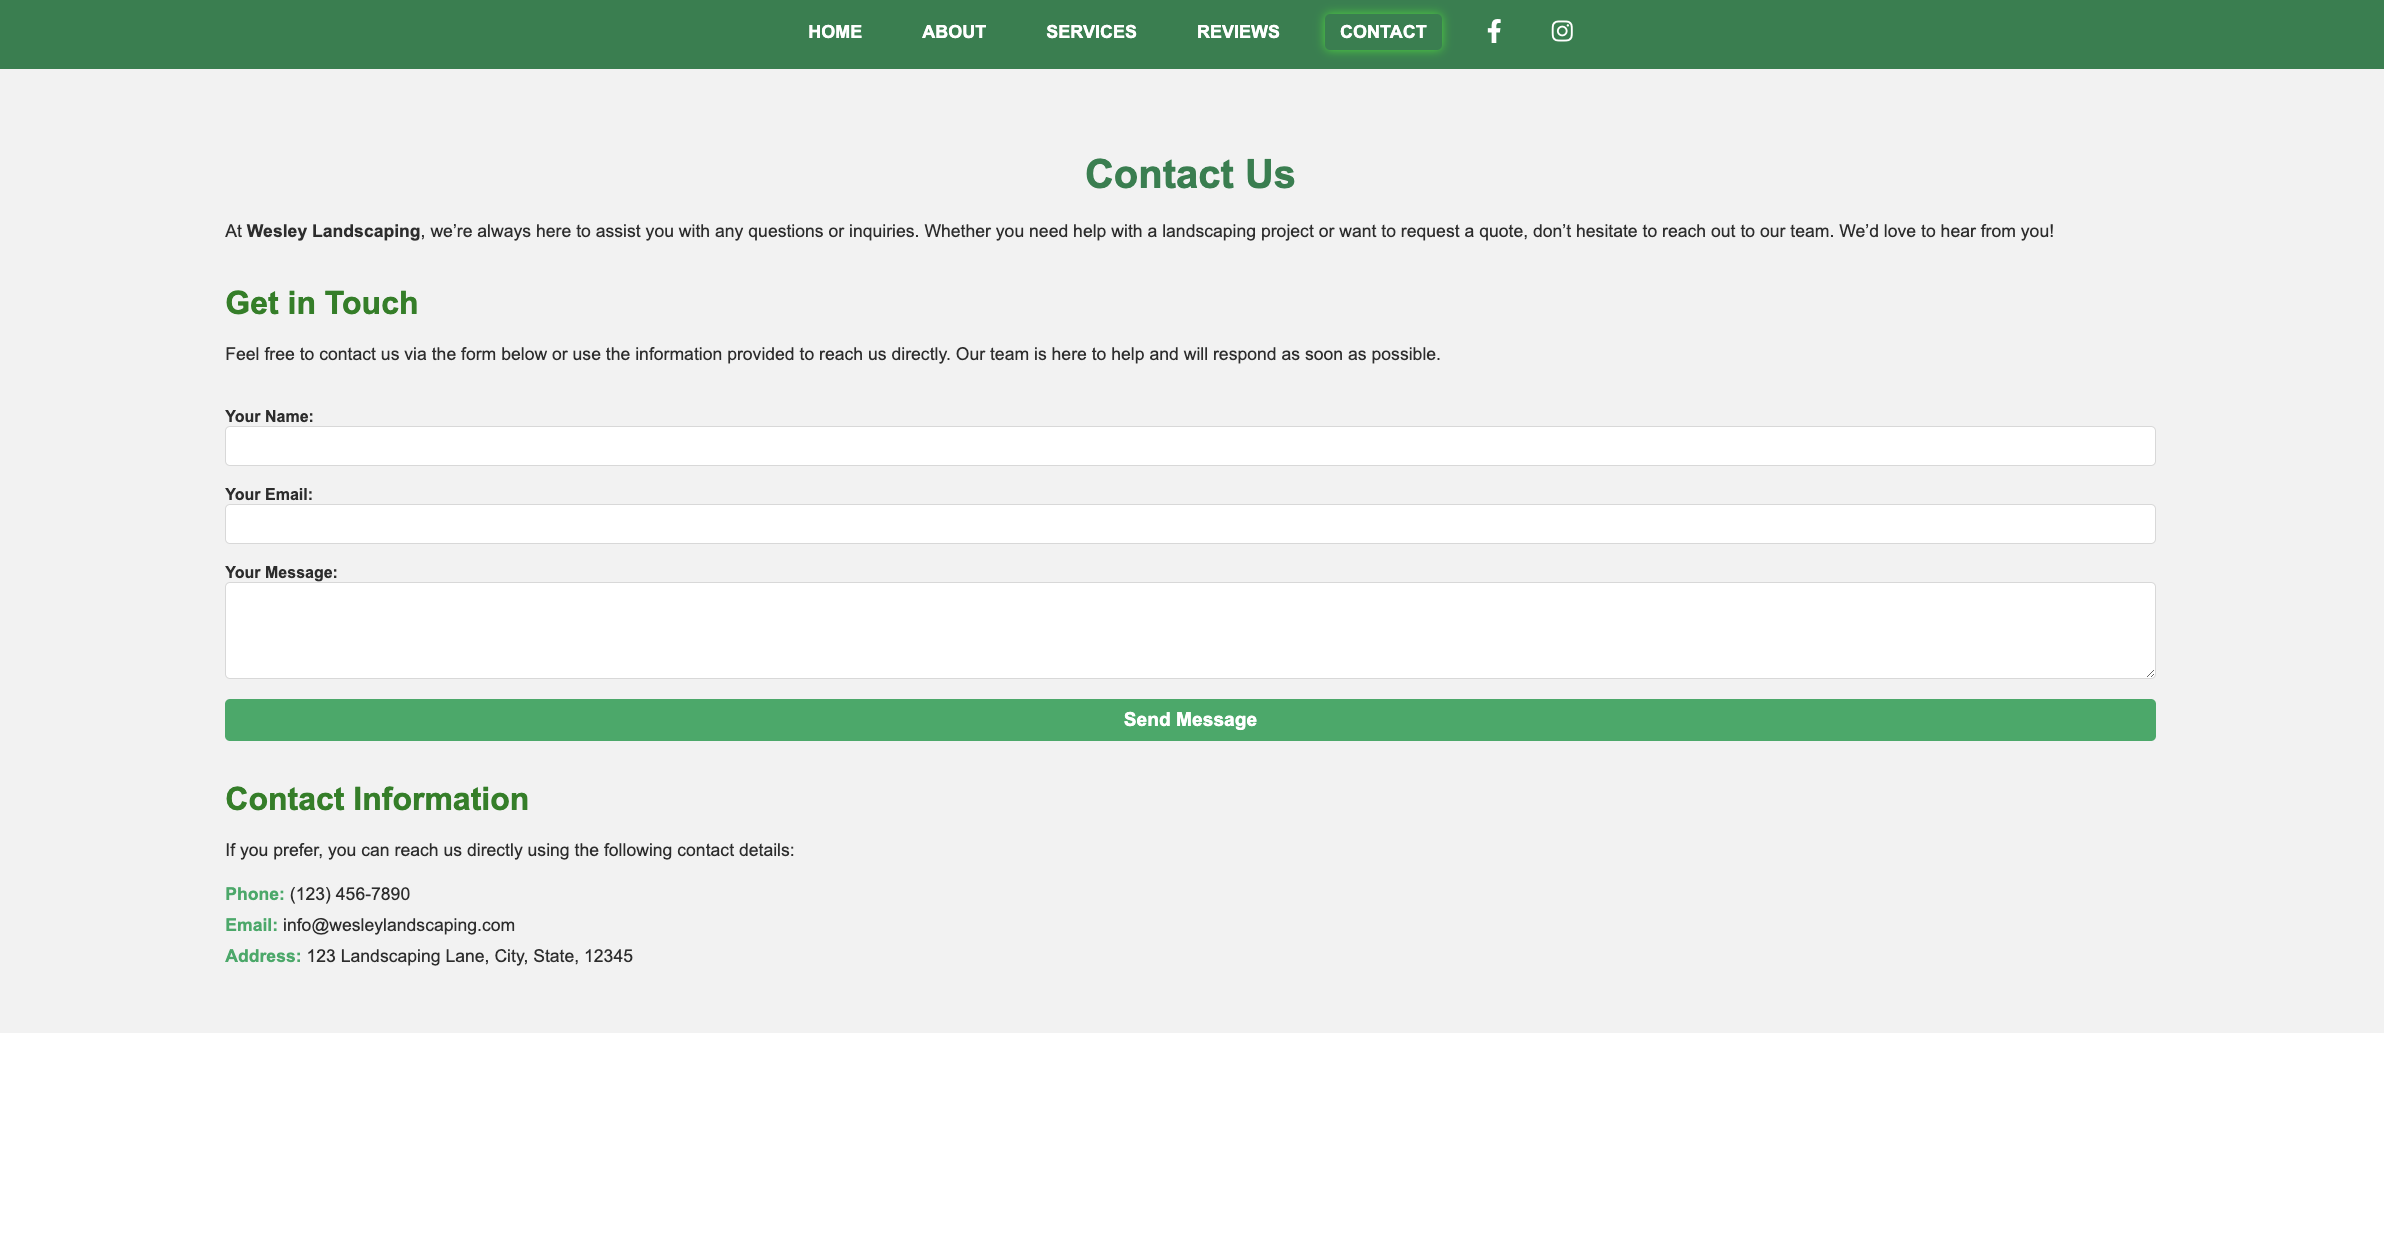 HOME ABOUT SERVICES REVIEWS CONTACT
Contact Us
At Wesley Landscaping, we’re always here to assist you with any questions or inquiries. Whether you need help with a landscaping project or want to request a quote, don’t hesitate to reach out to our team. We’d love to hear from you!
Get in Touch
Feel free to contact us via the form below or use the information provided to reach us directly. Our team is here to help and will respond as soon as possible.
Your Name:
Your Email:
Your Message:
Send Message
Contact Information
If you prefer, you can reach us directly using the following contact details:
Phone: (123) 456-7890
Email: info@wesleylandscaping.com
Address: 123 Landscaping Lane, City, State, 12345